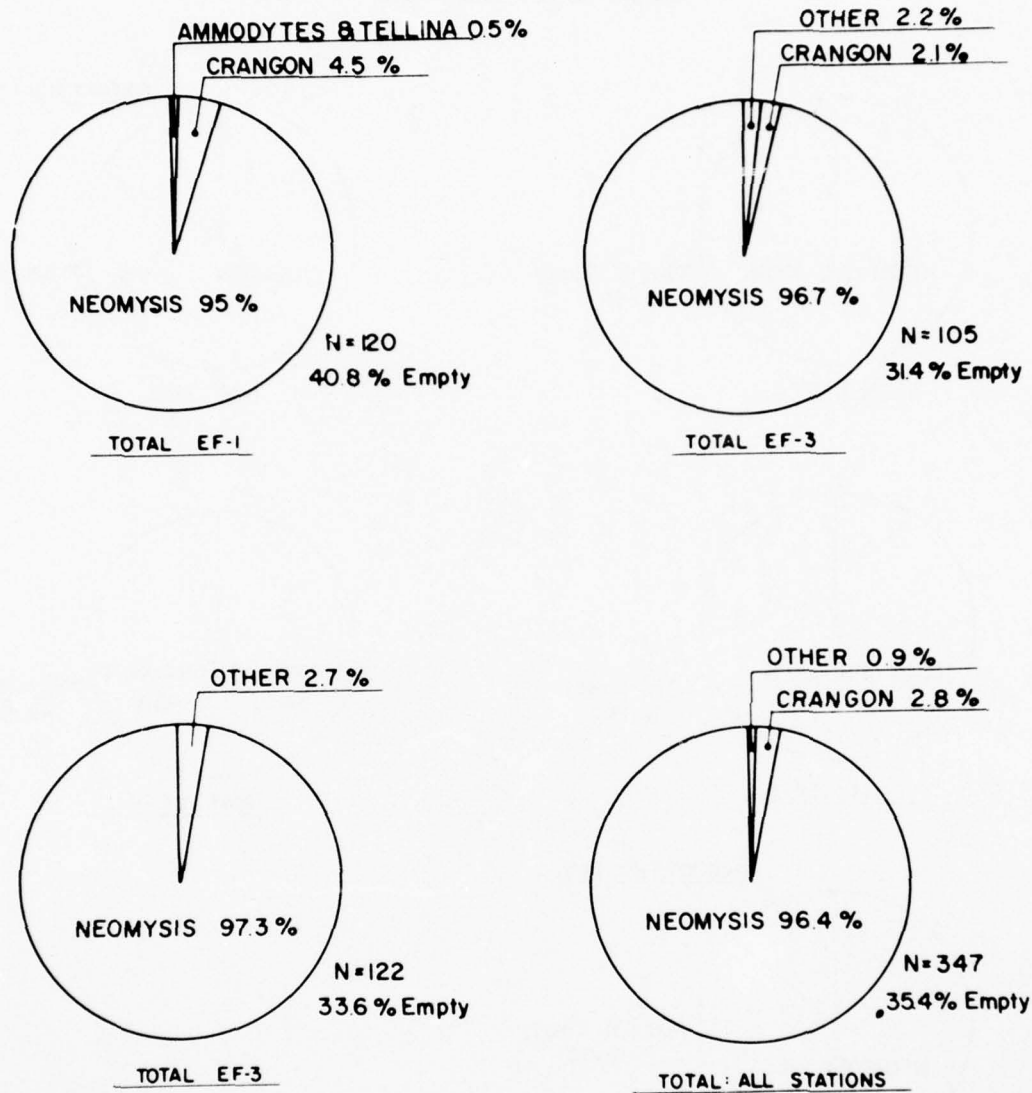 AMMODYTES & TELLINA 0.5%
CRANGON 4.5 %
NEOMYSIS 95 %
N = 120
40.8 % Empty
TOTAL EF-1
OTHER 2.2 %
CRANGON 2.1 %
NEOMYSIS 96.7 %
N = 105
31.4 % Empty
TOTAL EF-3
OTHER 2.7 %
NEOMYSIS 97.3 %
N = 122
33.6 % Empty
TOTAL EF-3
OTHER 0.9 %
CRANGON 2.8 %
NEOMYSIS 96.4 %
N = 347
35.4 % Empty
TOTAL: ALL STATIONS